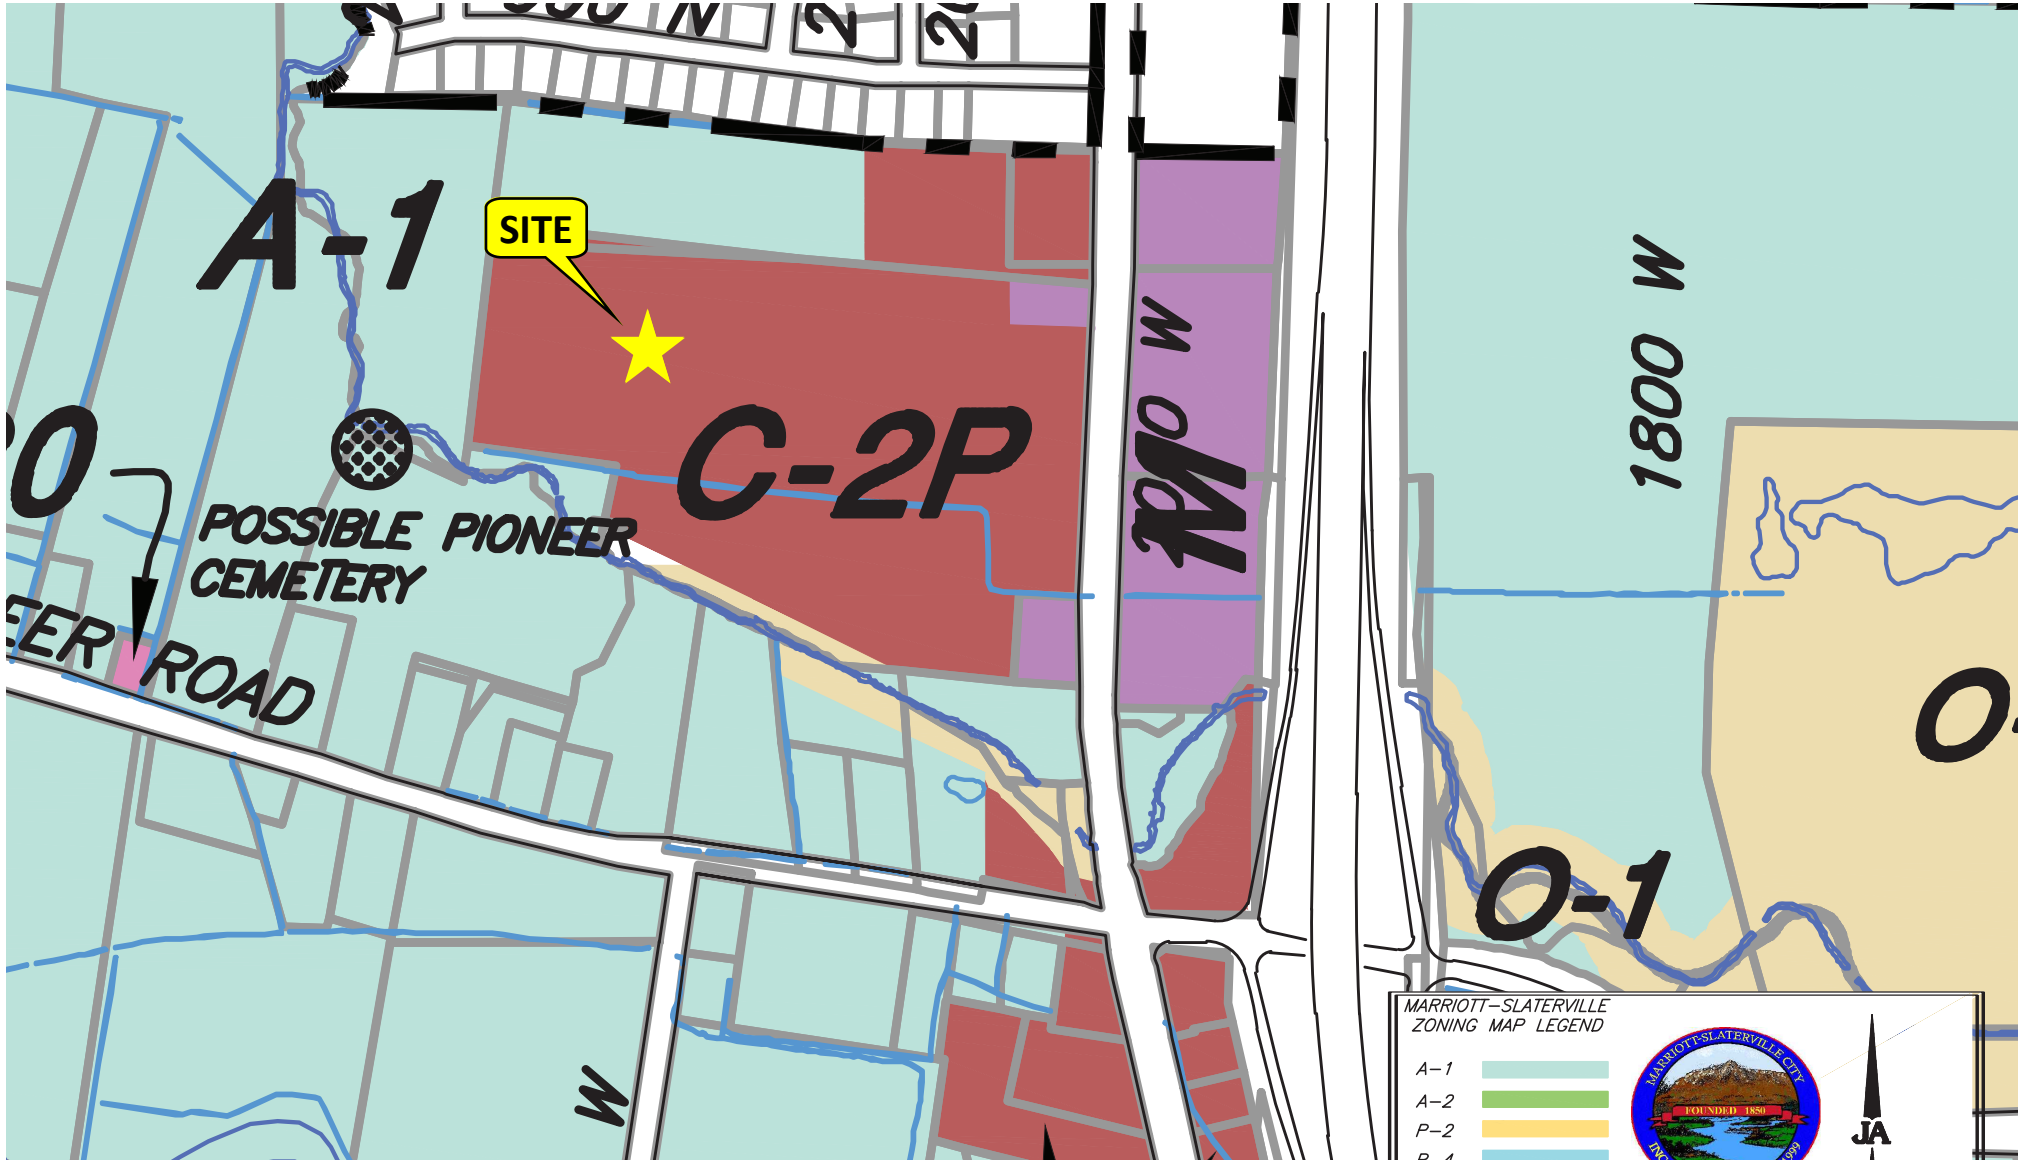 500 N
A-1
SITE
C-2P
1800 W
POSSIBLE PIONEER
CEMETERY
ROAD
O-1
W
MARRIOTT-SLATERVILLE
ZONING MAP LEGEND
A-1
A-2
P-2
MARRIOTT-SLATERVILLE CITY
FOUNDED 1850
JA